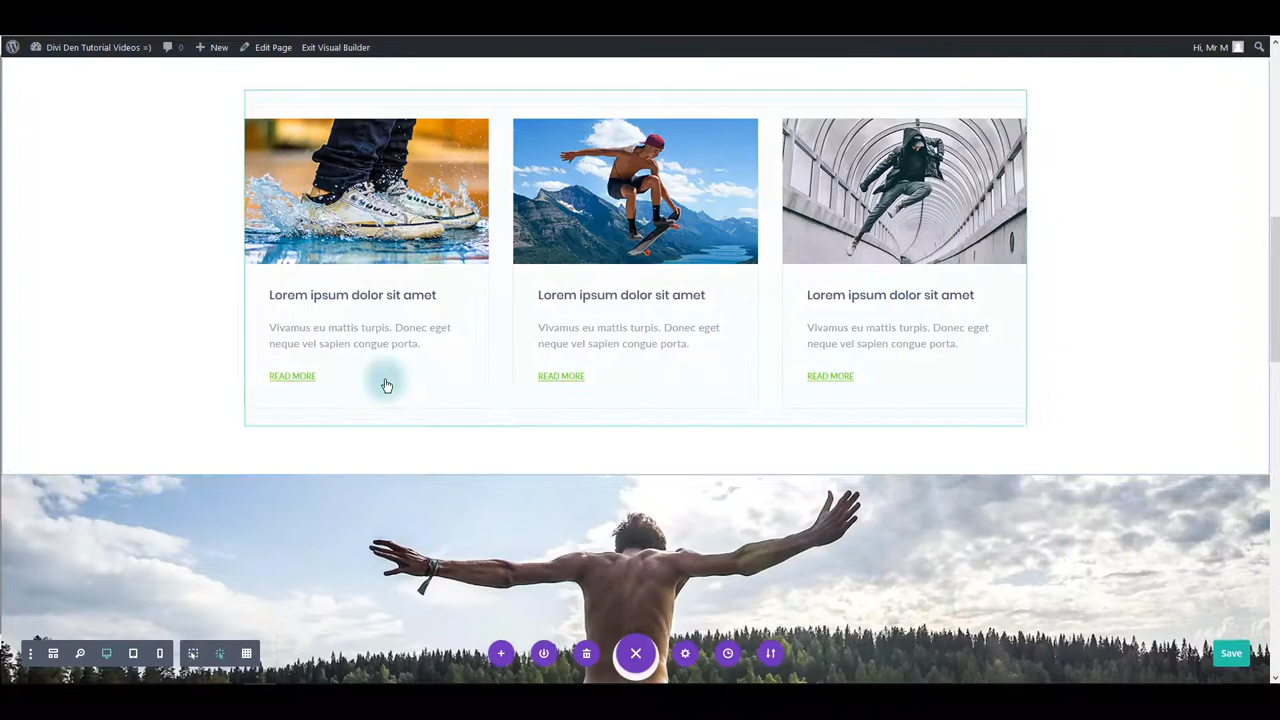 Divi Den Tutorial Videos =) 0 New Edit Page Exit Visual Builder Hi, Mr M
Lorem ipsum dolor sit amet
Vivamus eu mattis turpis. Donec eget
neque vel sapien congue porta.
READ MORE
Lorem ipsum dolor sit amet
Vivamus eu mattis turpis. Donec eget
neque vel sapien congue porta.
READ MORE
Lorem ipsum dolor sit amet
Vivamus eu mattis turpis. Donec eget
neque vel sapien congue porta.
READ MORE
Save